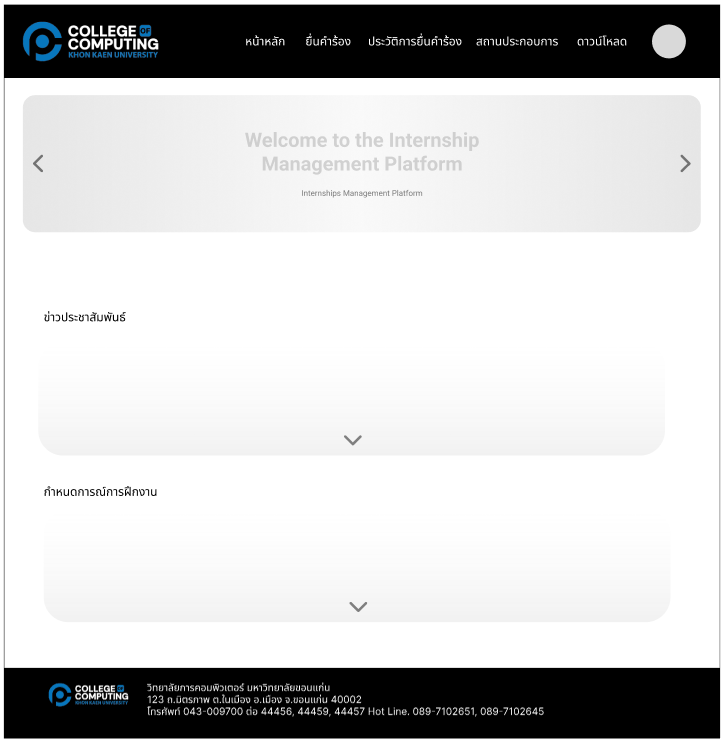 COLLEGE OF
COMPUTING
KHON KAEN UNIVERSITY
หน้าหลัก ยื่นคำร้อง ประวัติการยื่นคำร้อง สถานประกอบการ ดาวน์โหลด
Welcome to the Internship
Management Platform
Internships Management Platform
ข่าวประชาสัมพันธ์
กำหนดการณ์การฝึกงาน
COLLEGE OF
COMPUTING
KHON KAEN UNIVERSITY
วิทยาลัยการคอมพิวเตอร์ มหาวิทยาลัยขอนแก่น
123 ถ.มิตรภาพ ต.ในเมือง อ.เมือง จ.ขอนแก่น 40002
โทรศัพท์ 043-009700 ต่อ 44456, 44459, 44457 Hot Line. 089-7102651, 089-7102645